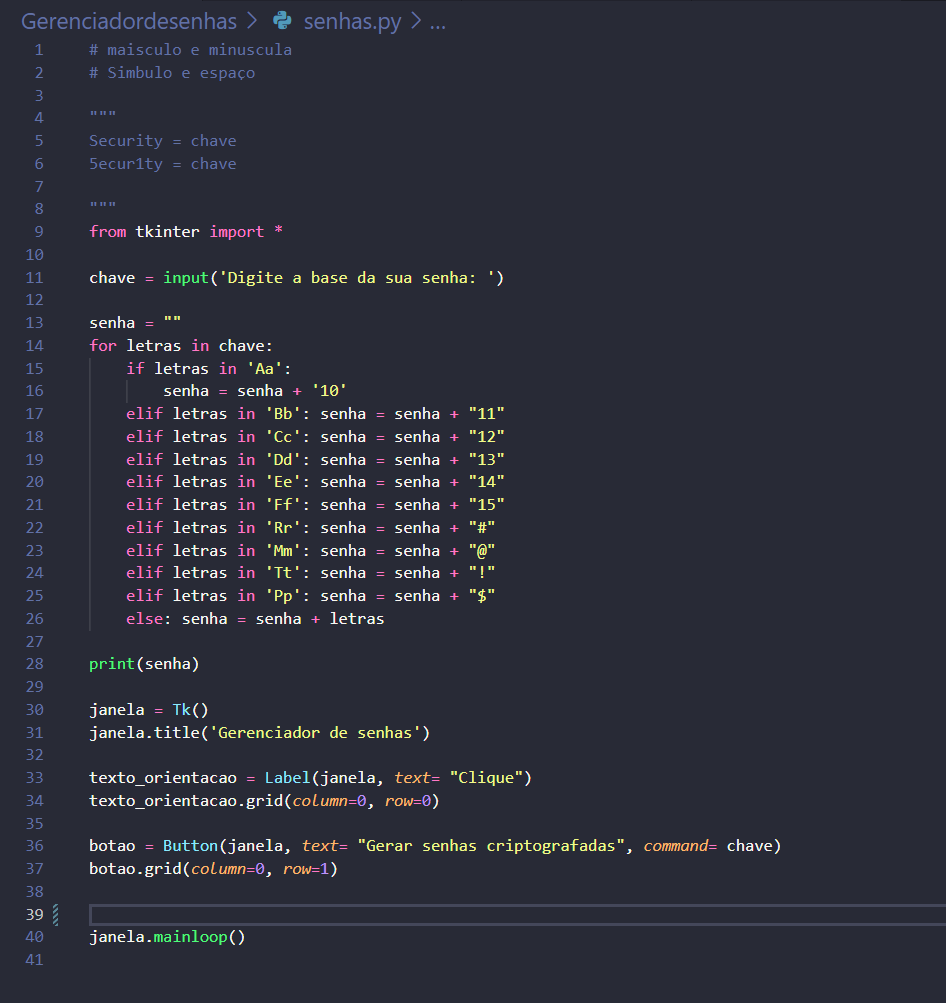 Gerenciadordesenhas > senhas.py > ...
1 # maisculo e minuscula
2 # Simbulo e espaço
3
4 """
5 Security = chave
6 5ecur1ty = chave
7
8 """
9 from tkinter import *
10
11 chave = input('Digite a base da sua senha: ')
12
13 senha = ""
14 for letras in chave:
15     if letras in 'Aa':
16         senha = senha + '10'
17     elif letras in 'Bb': senha = senha + "11"
18     elif letras in 'Cc': senha = senha + "12"
19     elif letras in 'Dd': senha = senha + "13"
20     elif letras in 'Ee': senha = senha + "14"
21     elif letras in 'Ff': senha = senha + "15"
22     elif letras in 'Rr': senha = senha + "#"
23     elif letras in 'Mm': senha = senha + "@"
24     elif letras in 'Tt': senha = senha + "!"
25     elif letras in 'Pp': senha = senha + "$"
26     else: senha = senha + letras
27
28 print(senha)
29
30 janela = Tk()
31 janela.title('Gerenciador de senhas')
32
33 texto_orientacao = Label(janela, text= "Clique")
34 texto_orientacao.grid(column=0, row=0)
35
36 botao = Button(janela, text= "Gerar senhas criptografadas", command= chave)
37 botao.grid(column=0, row=1)
38
39
40 janela.mainloop()
41